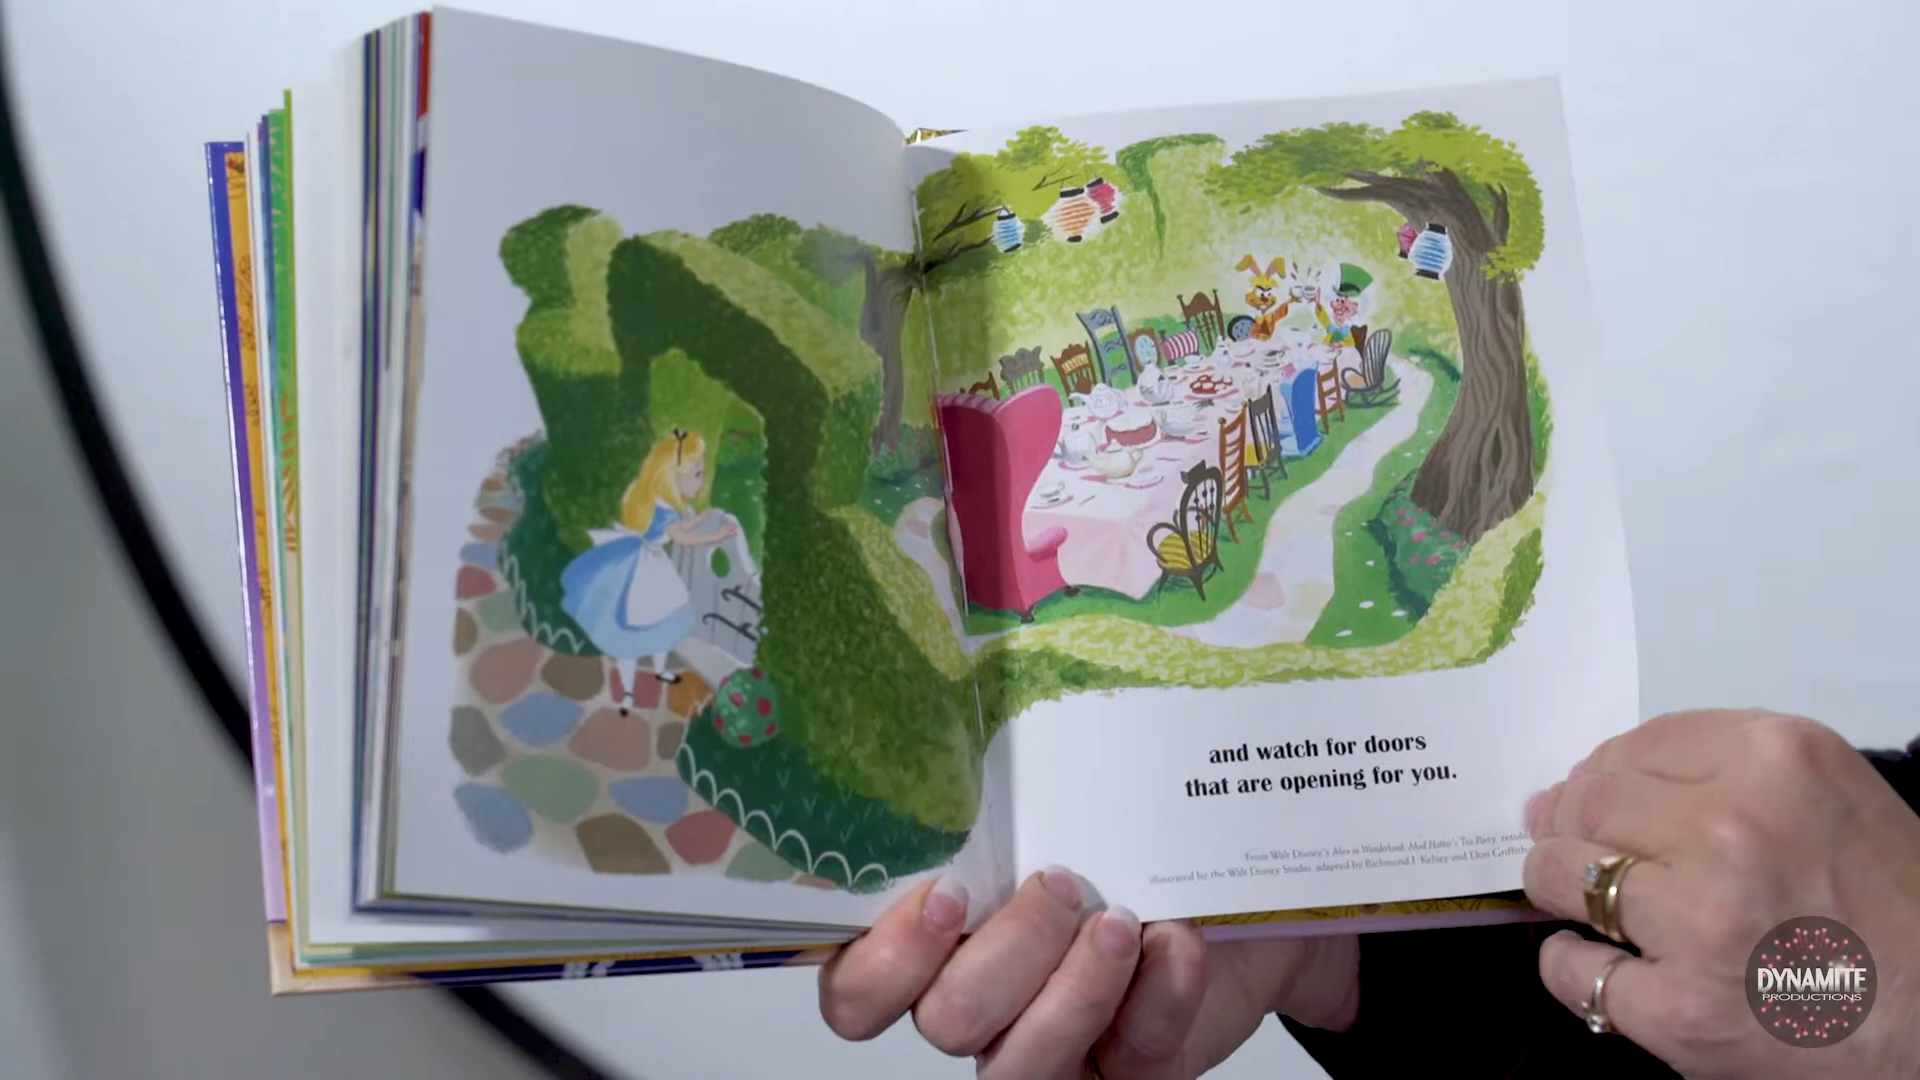 and watch for doors
that are opening for you.
From Walt Disney's Alice in Wonderland: Mad Hatter's Tea Party, retold
illustrated by the Walt Disney Studio, adapted by Richmond I. Kelsey and Don Griffith
DYNAMITE
PRODUCTIONS